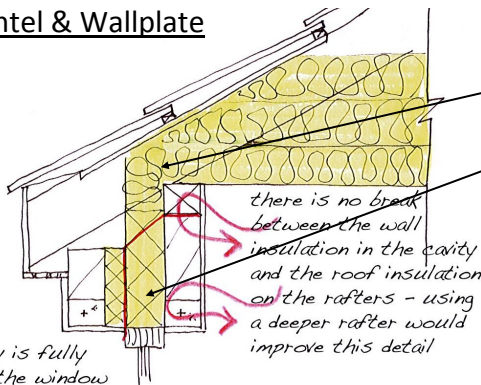 ntel & Wallplate
there is no break
between the wall
insulation in the cavity
and the roof insulation
on the rafters - using
a deeper rafter would
improve this detail
y is fully
the window